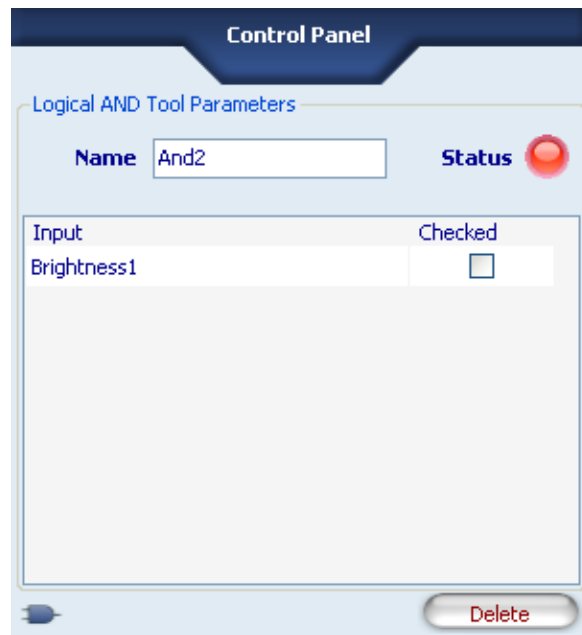 Control Panel
Logical AND Tool Parameters
Name And2 Status
Input Checked
Brightness1
Delete